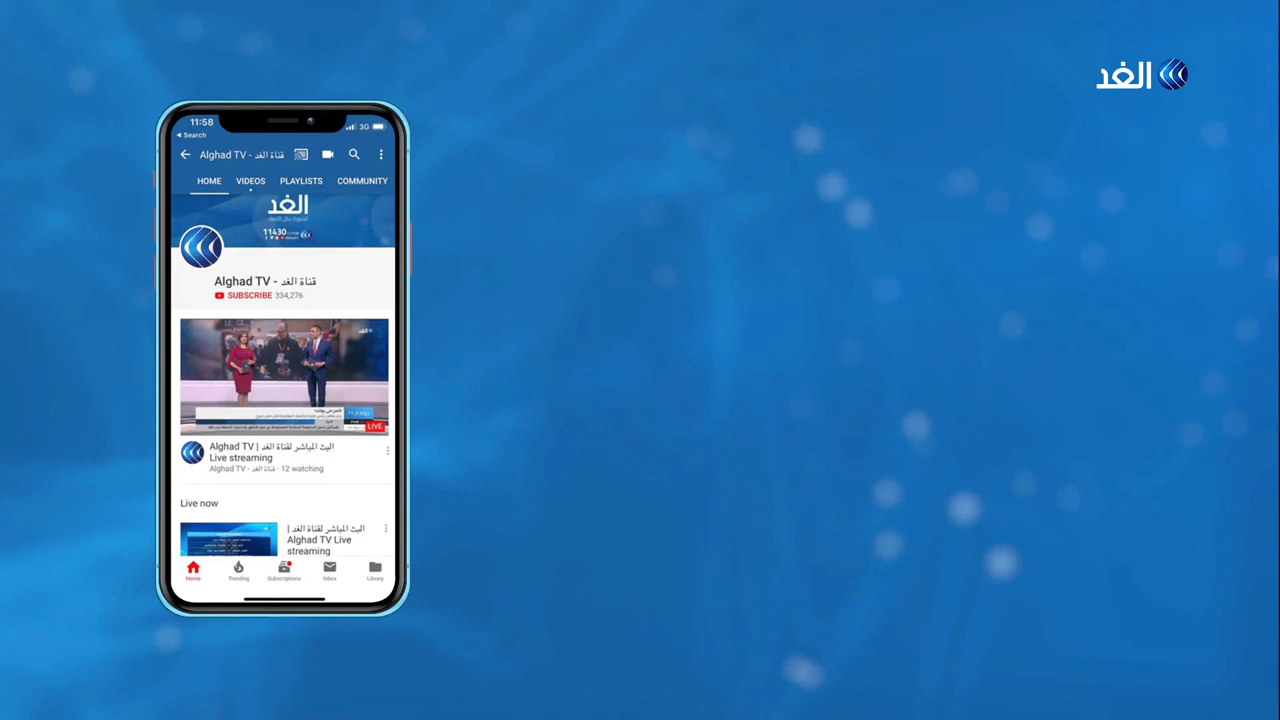 الغد
11:58
3G
Search
Alghad TV - قناة الغد
HOME VIDEOS PLAYLISTS COMMUNITY
الغد
11430
Alghad TV - قناة الغد
SUBSCRIBE 334,276
الغد
LIVE
البث المباشر لقناة الغد | Alghad TV
Live streaming
Alghad TV - قناة الغد · 12 watching
Live now
البث المباشر لقناة الغد |
Alghad TV Live
streaming
Home Trending Subscriptions Inbox Library